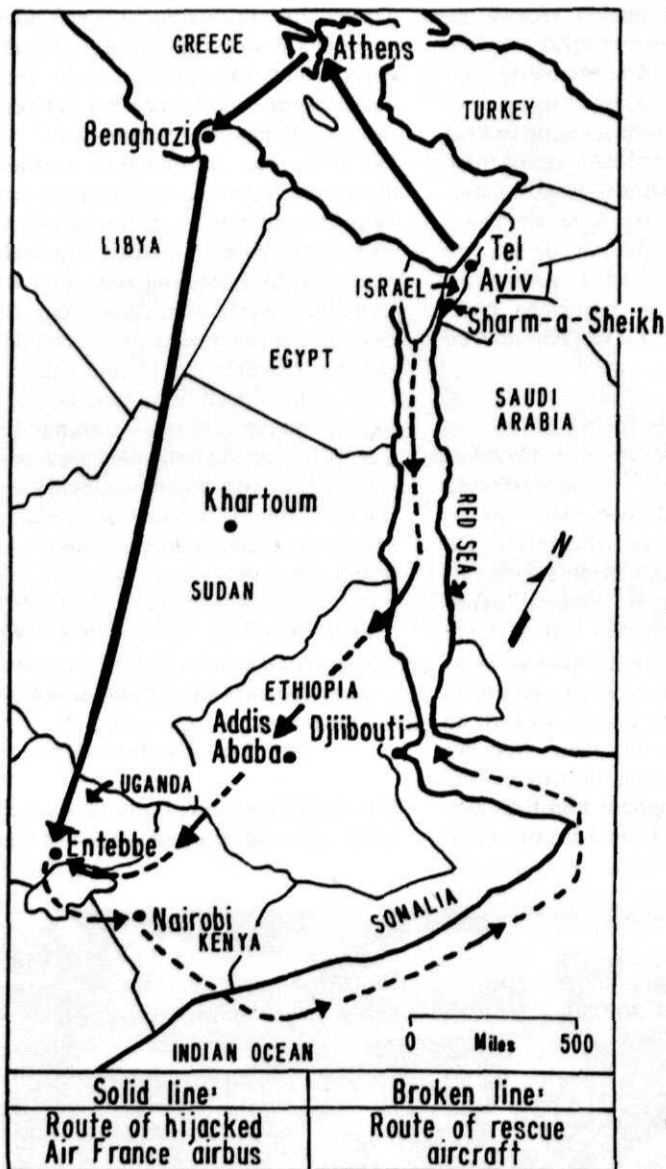 GREECE
Athens
TURKEY
Benghazi
LIBYA
Tel
Aviv
ISRAEL
Sharm-a-Sheikh
EGYPT
SAUDI
ARABIA
Khartoum
RED SEA
N
SUDAN
ETHIOPIA
Addis
Ababa
Djiibouti
UGANDA
Entebbe
Nairobi
KENYA
SOMALIA
0 Miles 500
INDIAN OCEAN
Solid line:
Route of hijacked
Air France airbus
Broken line:
Route of rescue
aircraft